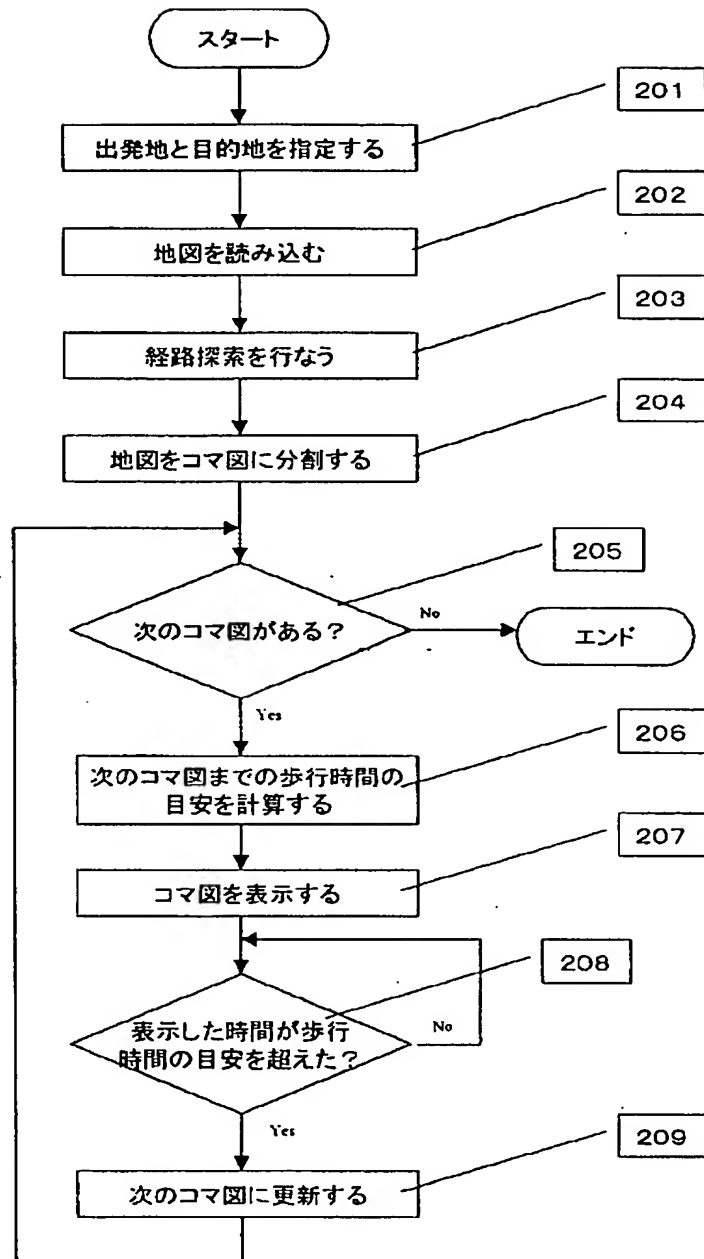 スタート
201
出発地と目的地を指定する
202
地図を読み込む
203
経路探索を行なう
204
地図をコマ図に分割する
205
次のコマ図がある?
No
エンド
Yes
206
次のコマ図までの歩行時間の
目安を計算する
207
コマ図を表示する
208
表示した時間が歩行
時間の目安を超えた?
No
Yes
209
次のコマ図に更新する